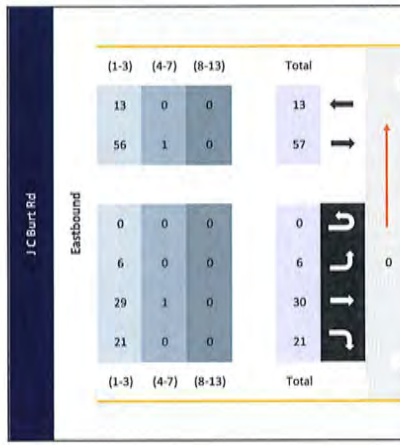 J C Burt Rd
Eastbound
(1-3) (4-7) (8-13) Total
13 0 0 13
56 1 0 57
0 0 0 0
6 0 0 6
0
29 1 0 30
21 0 0 21
(1-3) (4-7) (8-13) Total